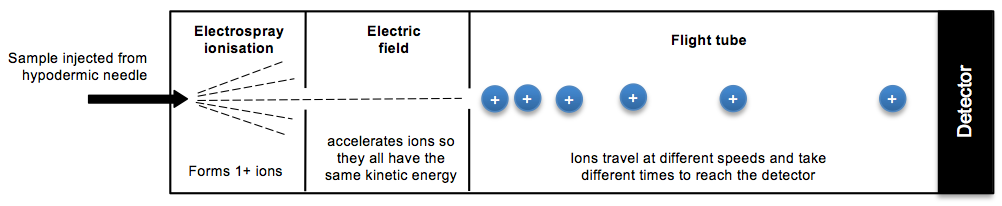 Sample injected from
hypodermic needle
Electrospray
ionisation
Forms 1+ ions
Electric
field
accelerates ions so
they all have the
same kinetic energy
Flight tube
+ + + + + +
Ions travel at different speeds and take
different times to reach the detector
Detector